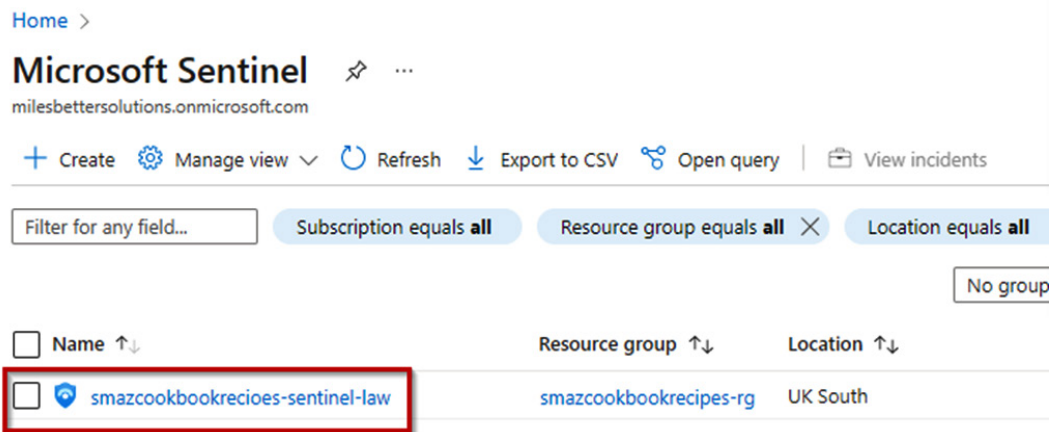 Home >
Microsoft Sentinel ...
milesbettersolutions.onmicrosoft.com
+ Create Manage view Refresh Export to CSV Open query | View incidents
Filter for any field... Subscription equals all Resource group equals all × Location equals all
No group
Name ↑↓ Resource group ↑↓ Location ↑↓
smazcookbookrecioes-sentinel-law smazcookbookrecipes-rg UK South